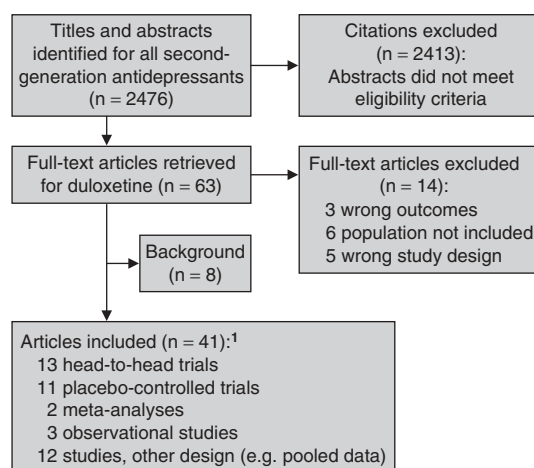 Titles and abstracts
identified for all second-
generation antidepressants
(n = 2476)
Citations excluded
(n = 2413):
Abstracts did not meet
eligibility criteria
Full-text articles retrieved
for duloxetine (n = 63)
Full-text articles excluded
(n = 14):
3 wrong outcomes
6 population not included
5 wrong study design
Background
(n = 8)
Articles included (n = 41):¹
13 head-to-head trials
11 placebo-controlled trials
2 meta-analyses
3 observational studies
12 studies, other design (e.g. pooled data)